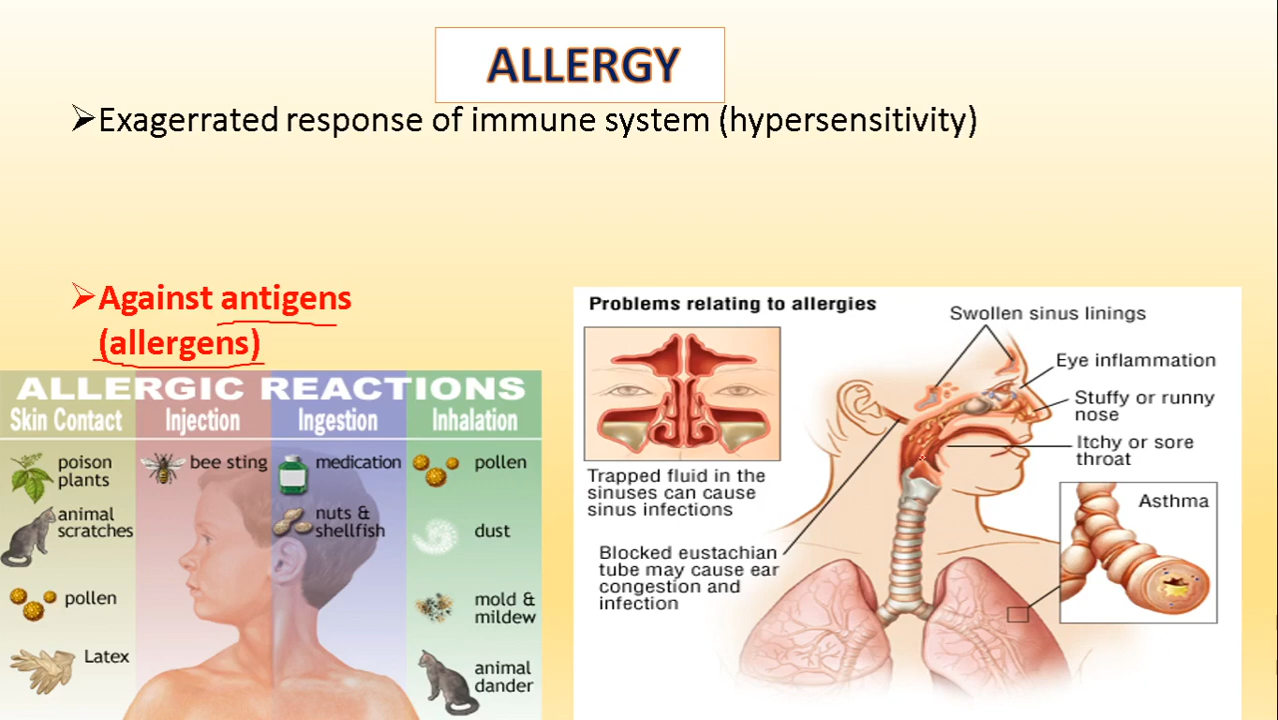 ALLERGY
➢Exagerrated response of immune system (hypersensitivity)
➢Against antigens
(allergens)
ALLERGIC REACTIONS
Skin Contact
poison
plants
animal
scratches
pollen
Latex
Injection
bee sting
Ingestion
medication
nuts &
shellfish
Inhalation
pollen
dust
mold &
mildew
animal
dander
Problems relating to allergies
Trapped fluid in the
sinuses can cause
sinus infections
Blocked eustachian
tube may cause ear
congestion and
infection
Swollen sinus linings
Eye inflammation
Stuffy or runny
nose
Itchy or sore
throat
Asthma